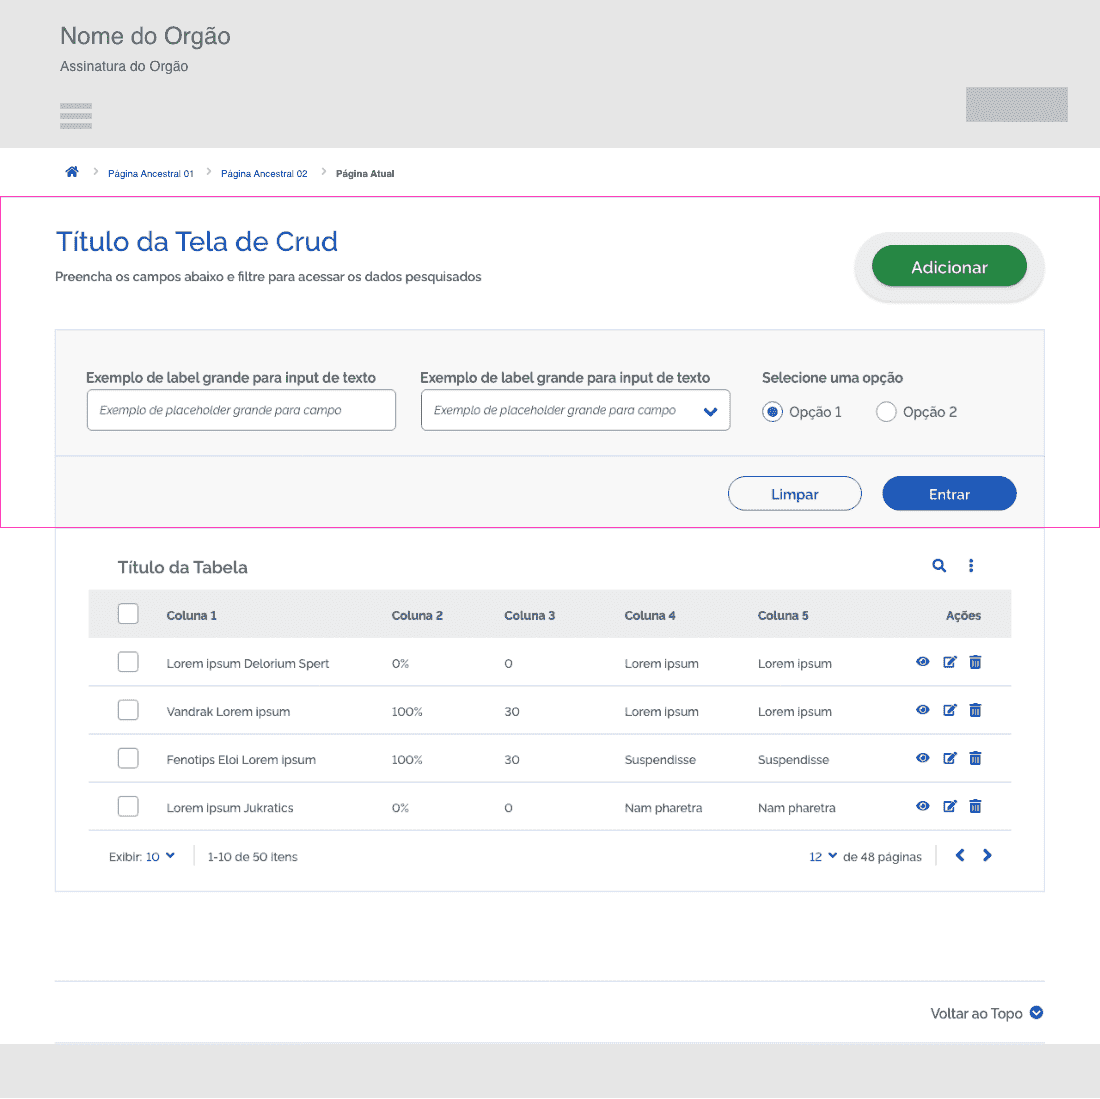 Nome do Orgão
Assinatura do Orgão
Página Ancestral 01 Página Ancestral 02 Página Atual
Título da Tela de Crud
Preencha os campos abaixo e filtre para acessar os dados pesquisados
Adicionar
Exemplo de label grande para input de texto Exemplo de label grande para input de texto Selecione uma opção
Exemplo de placeholder grande para campo Exemplo de placeholder grande para campo Opção 1 Opção 2
Limpar Entrar
Título da Tabela
Coluna 1 Coluna 2 Coluna 3 Coluna 4 Coluna 5 Ações
Lorem ipsum Delorium Spert 0% 0 Lorem ipsum Lorem ipsum
Vandrak Lorem ipsum 100% 30 Lorem ipsum Lorem ipsum
Fenotips Eloi Lorem ipsum 100% 30 Suspendisse Suspendisse
Lorem ipsum Jukratics 0% 0 Nam pharetra Nam pharetra
Exibir: 10 1-10 de 50 itens 12 de 48 páginas
Voltar ao Topo